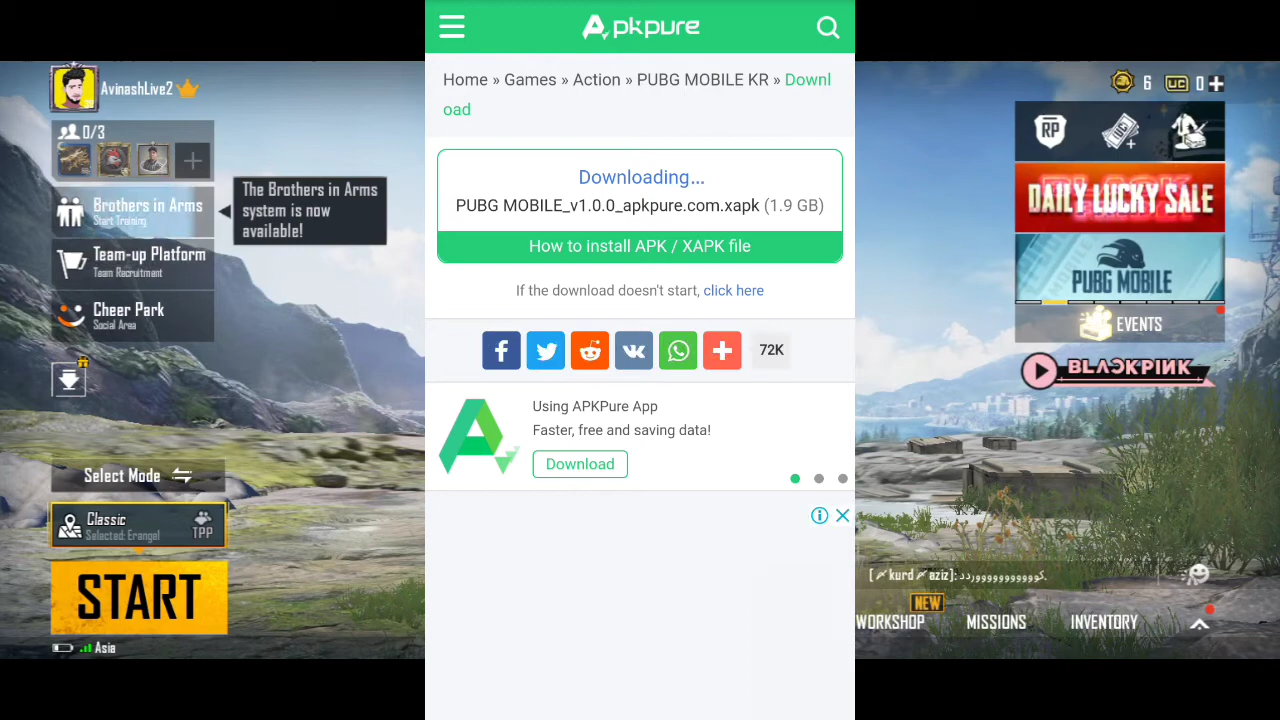 AvinashLive2
0/3
Brothers in Arms
Start Training
The Brothers in Arms
system is now
available!
Team-up Platform
Team Recruitment
Cheer Park
Social Area
Select Mode
Classic
Selected: Erangel
TPP
START
Asia
Apkpure
Home » Games » Action » PUBG MOBILE KR » Downl
oad
Downloading...
PUBG MOBILE_v1.0.0_apkpure.com.xapk (1.9 GB)
How to install APK / XAPK file
If the download doesn't start, click here
72K
Using APKPure App
Faster, free and saving data!
Download
6
UC 0
RP
DAILY LUCKY SALE
PUBG MOBILE
EVENTS
BLACKPINK
NEW
WORKSHOP
MISSIONS
INVENTORY